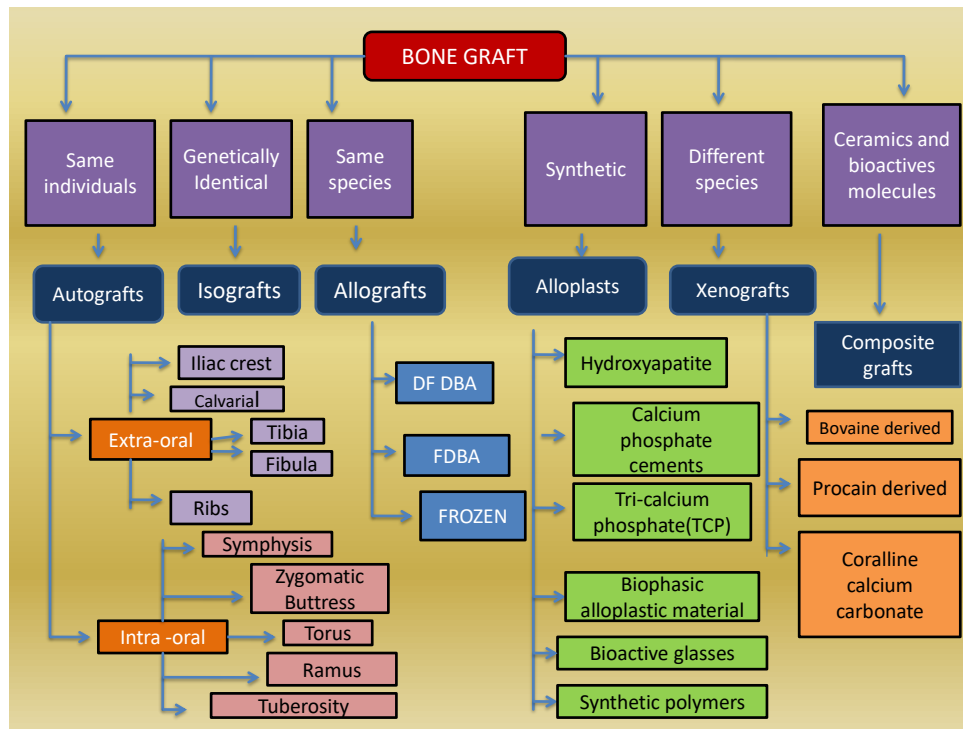 BONE GRAFT
Same
individuals
Genetically
Identical
Same
species
Synthetic
Different
species
Ceramics and
bioactives
molecules
Autografts
Isografts
Allografts
Alloplasts
Xenografts
Composite
grafts
Iliac crest
Calvarial
Extra-oral
Tibia
Fibula
Ribs
Symphysis
Zygomatic
Buttress
Intra -oral
Torus
Ramus
Tuberosity
DF DBA
FDBA
FROZEN
Hydroxyapatite
Calcium
phosphate
cements
Tri-calcium
phosphate(TCP)
Biophasic
alloplastic material
Bioactive glasses
Synthetic polymers
Bovaine derived
Procain derived
Coralline
calcium
carbonate